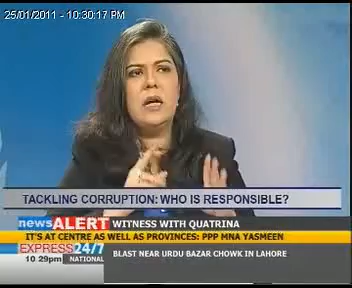 25/01/2011 - 10:30:17 PM
TACKLING CORRUPTION: WHO IS RESPONSIBLE?
newsALERT WITNESS WITH QUATRINA
IT'S AT CENTRE AS WELL AS PROVINCES: PPP MNA YASMEEN
EXPRESS 24/7
10:29pm NATIONAL BLAST NEAR URDU BAZAR CHOWK IN LAHORE